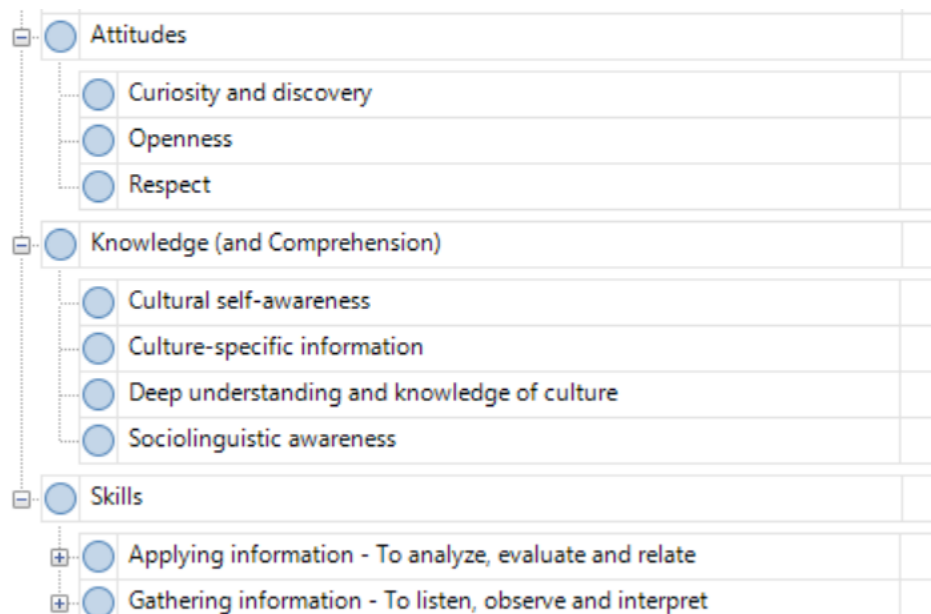 Attitudes
Curiosity and discovery
Openness
Respect
Knowledge (and Comprehension)
Cultural self-awareness
Culture-specific information
Deep understanding and knowledge of culture
Sociolinguistic awareness
Skills
Applying information - To analyze, evaluate and relate
Gathering information - To listen, observe and interpret